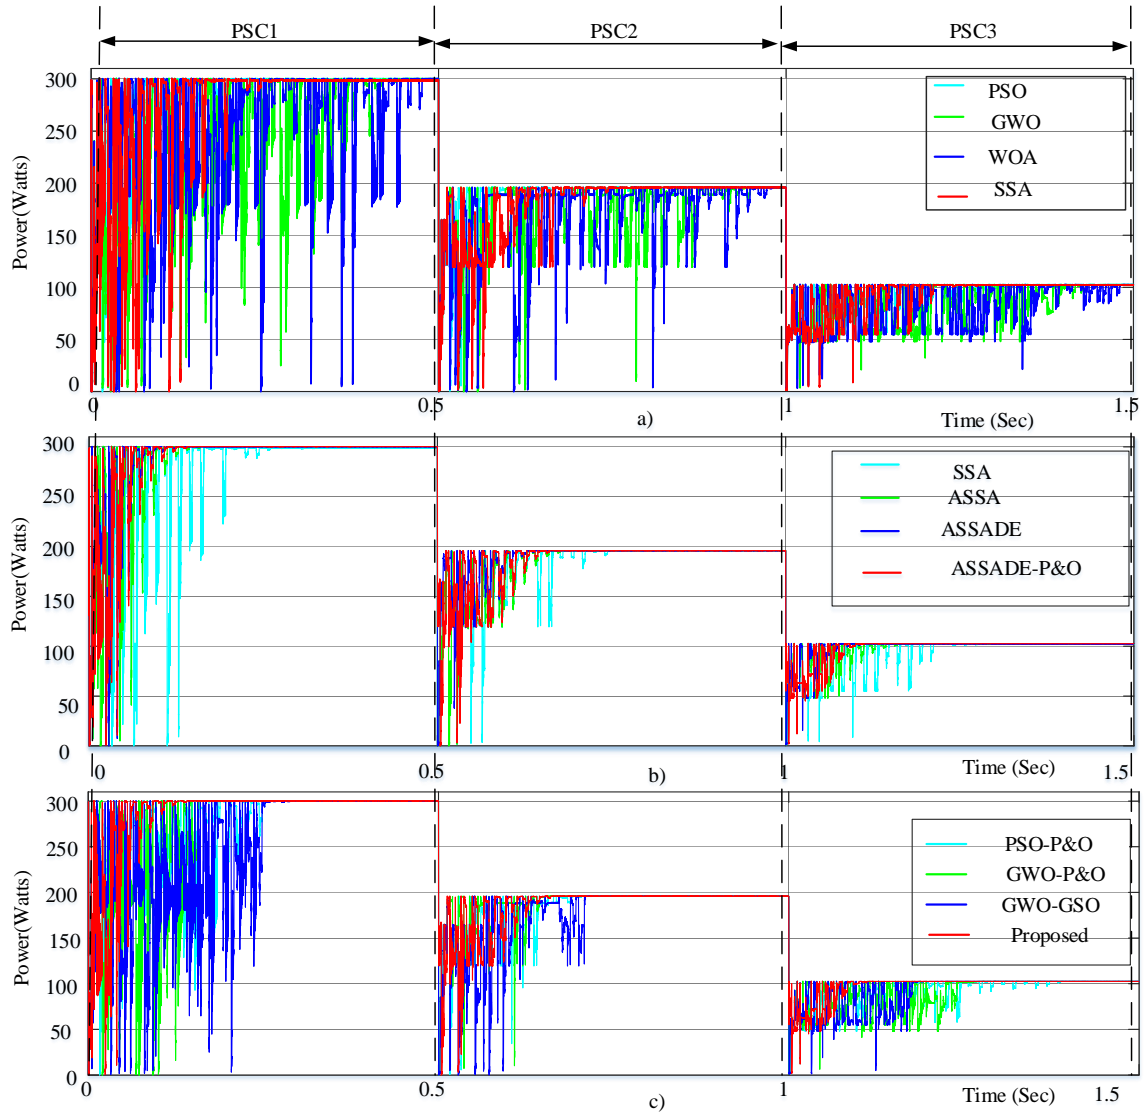 PSC1 PSC2 PSC3
300
250
200
150
100
50
0
Power(Watts)
PSO
GWO
WOA
SSA
0 0.5 1 1.5
a)
Time (Sec)
300
250
200
150
100
50
0
Power(Watts)
SSA
ASSA
ASSADE
ASSADE-P&O
0 0.5 1 1.5
b)
Time (Sec)
300
250
200
150
100
50
0
Power(Watts)
PSO-P&O
GWO-P&O
GWO-GSO
Proposed
0 0.5 1 1.5
c)
Time (Sec)